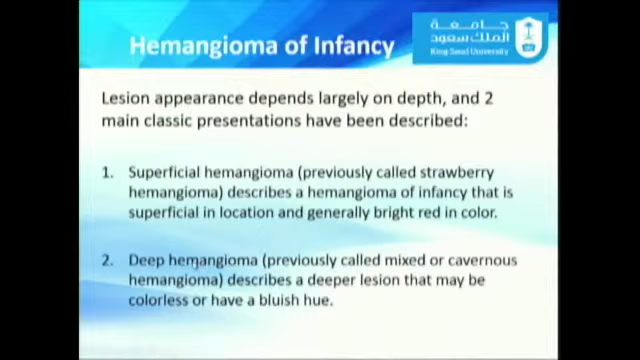 Hemangioma of Infancy
جامعة
الملك سعود
King Saud University
Lesion appearance depends largely on depth, and 2
main classic presentations have been described:
1. Superficial hemangioma (previously called strawberry
hemangioma) describes a hemangioma of infancy that is
superficial in location and generally bright red in color.
2. Deep hemangioma (previously called mixed or cavernous
hemangioma) describes a deeper lesion that may be
colorless or have a bluish hue.